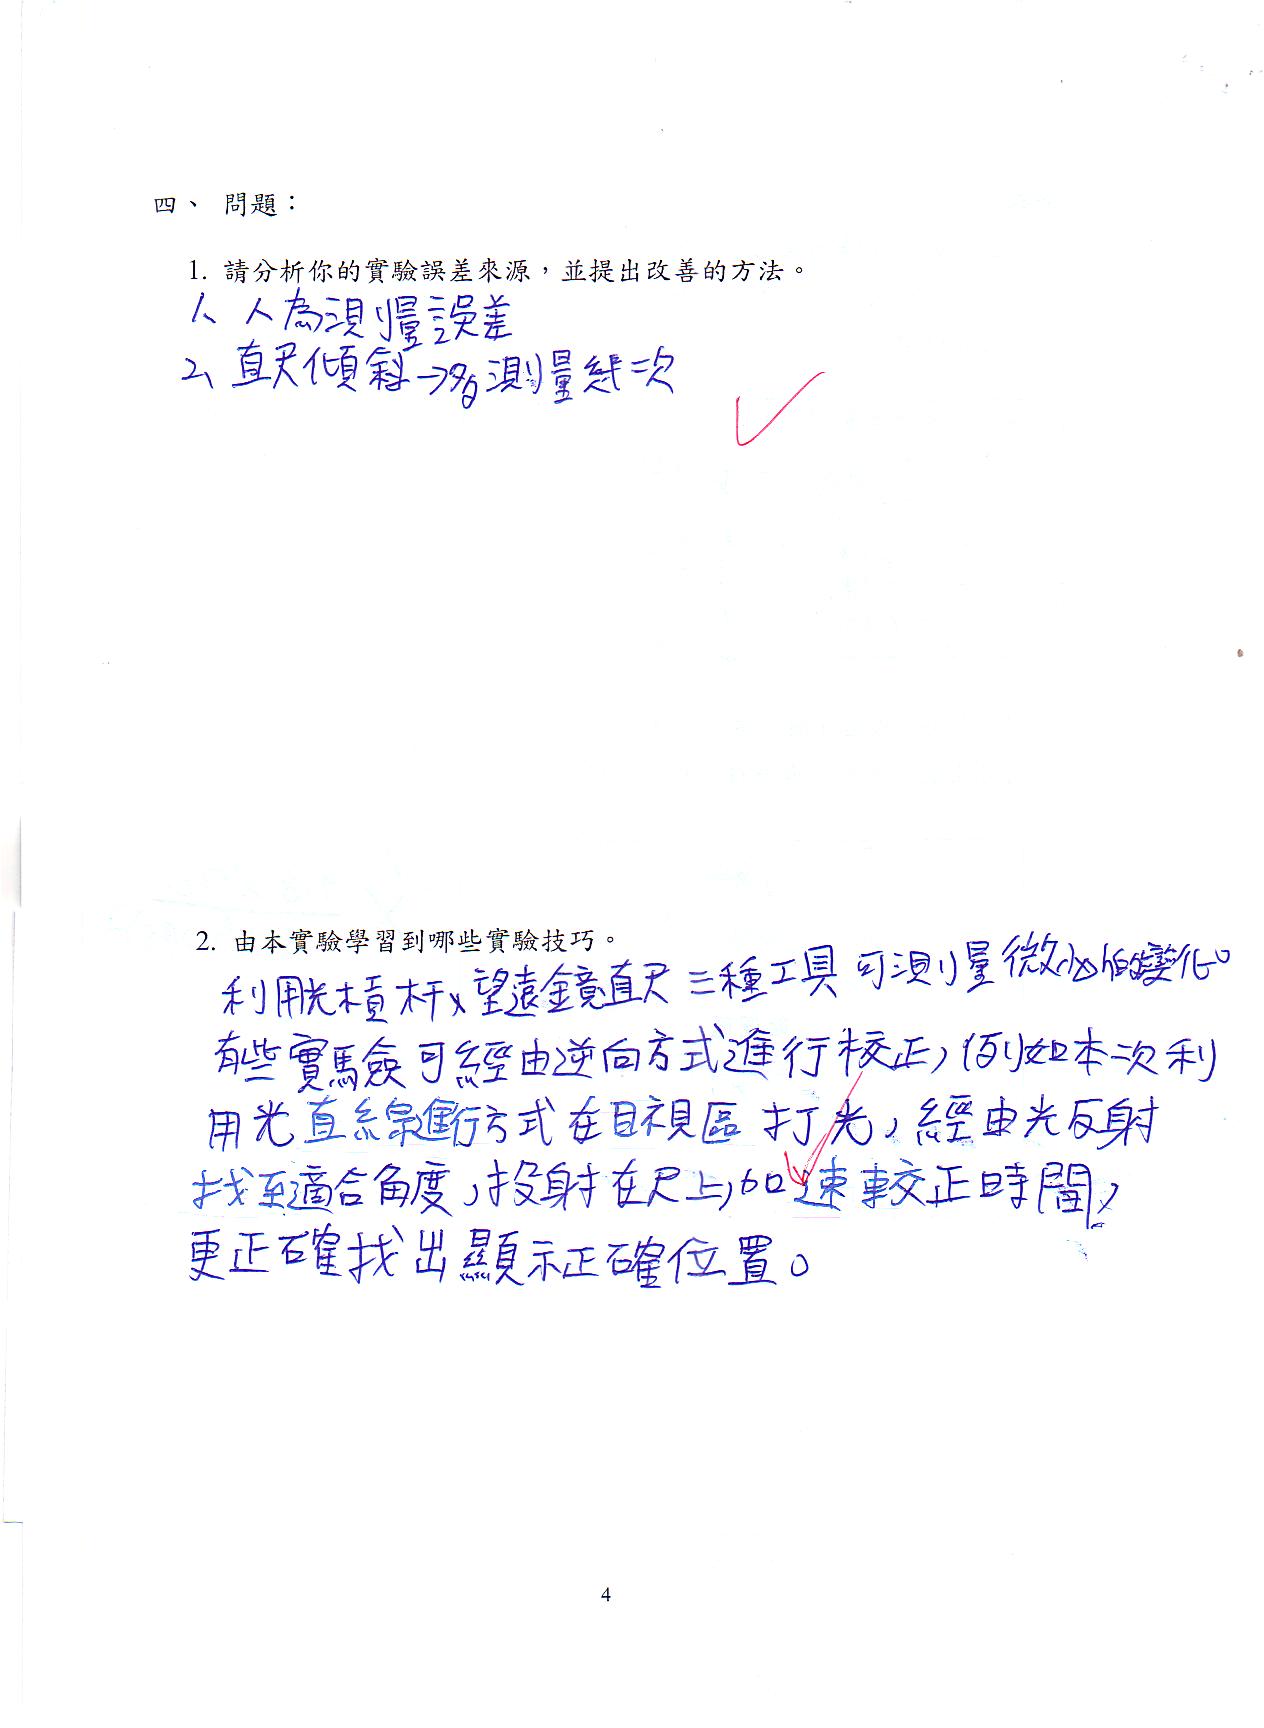 四、 問題：
1. 請分析你的實驗誤差來源，並提出改善的方法。
1、人為測量誤差
2、直尺傾斜→多測量幾次
2. 由本實驗學習到哪些實驗技巧。
利用光槓杆、望遠鏡直尺三種工具可測量微小的變化。
有些實驗可經由逆向方式進行校正，例如本次利
用光直線進行方式在目視區打光，經由光反射
找至適合角度，投射在尺上，加速較正時間，
更正確找出顯示正確位置。
4